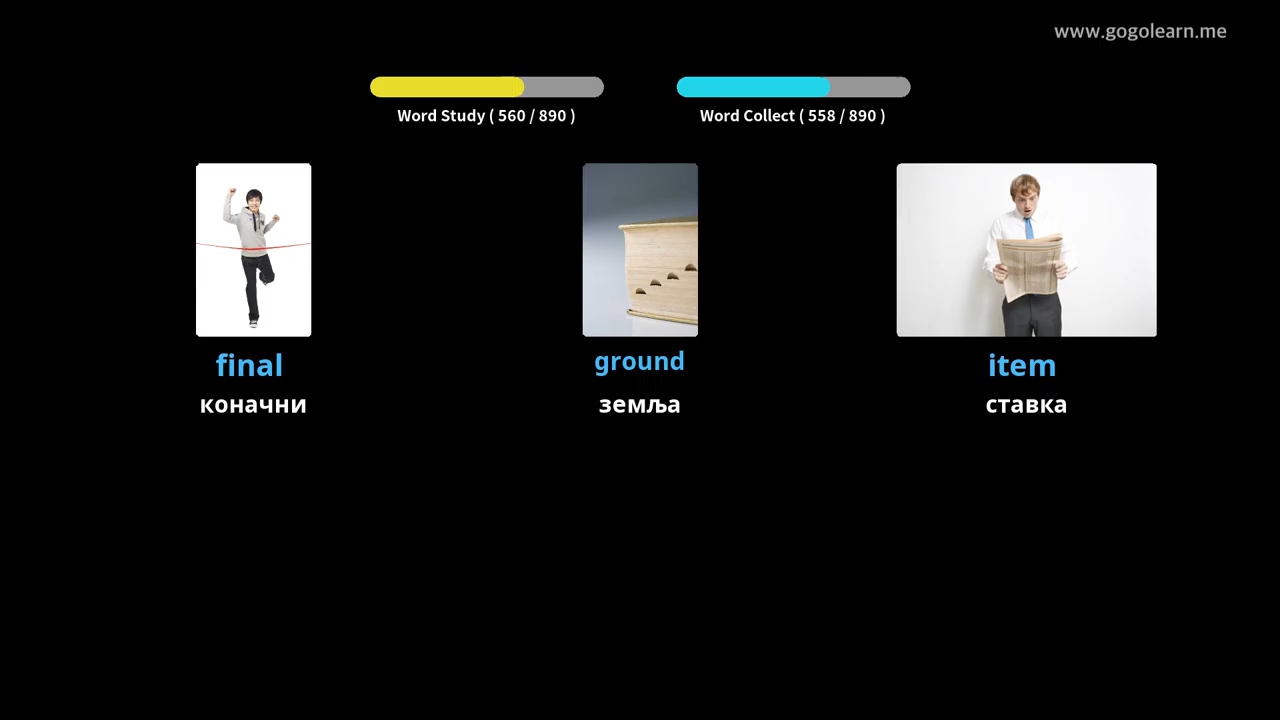 www.gogolearn.me
Word Study ( 560 / 890 )
Word Collect ( 558 / 890 )
final
ground
item
коначни
земља
ставка